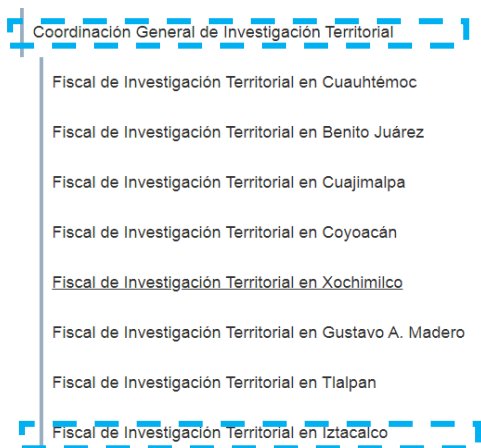 Coordinación General de Investigación Territorial
Fiscal de Investigación Territorial en Cuauhtémoc
Fiscal de Investigación Territorial en Benito Juárez
Fiscal de Investigación Territorial en Cuajimalpa
Fiscal de Investigación Territorial en Coyoacán
Fiscal de Investigación Territorial en Xochimilco
Fiscal de Investigación Territorial en Gustavo A. Madero
Fiscal de Investigación Territorial en Tlalpan
Fiscal de Investigación Territorial en Iztacalco